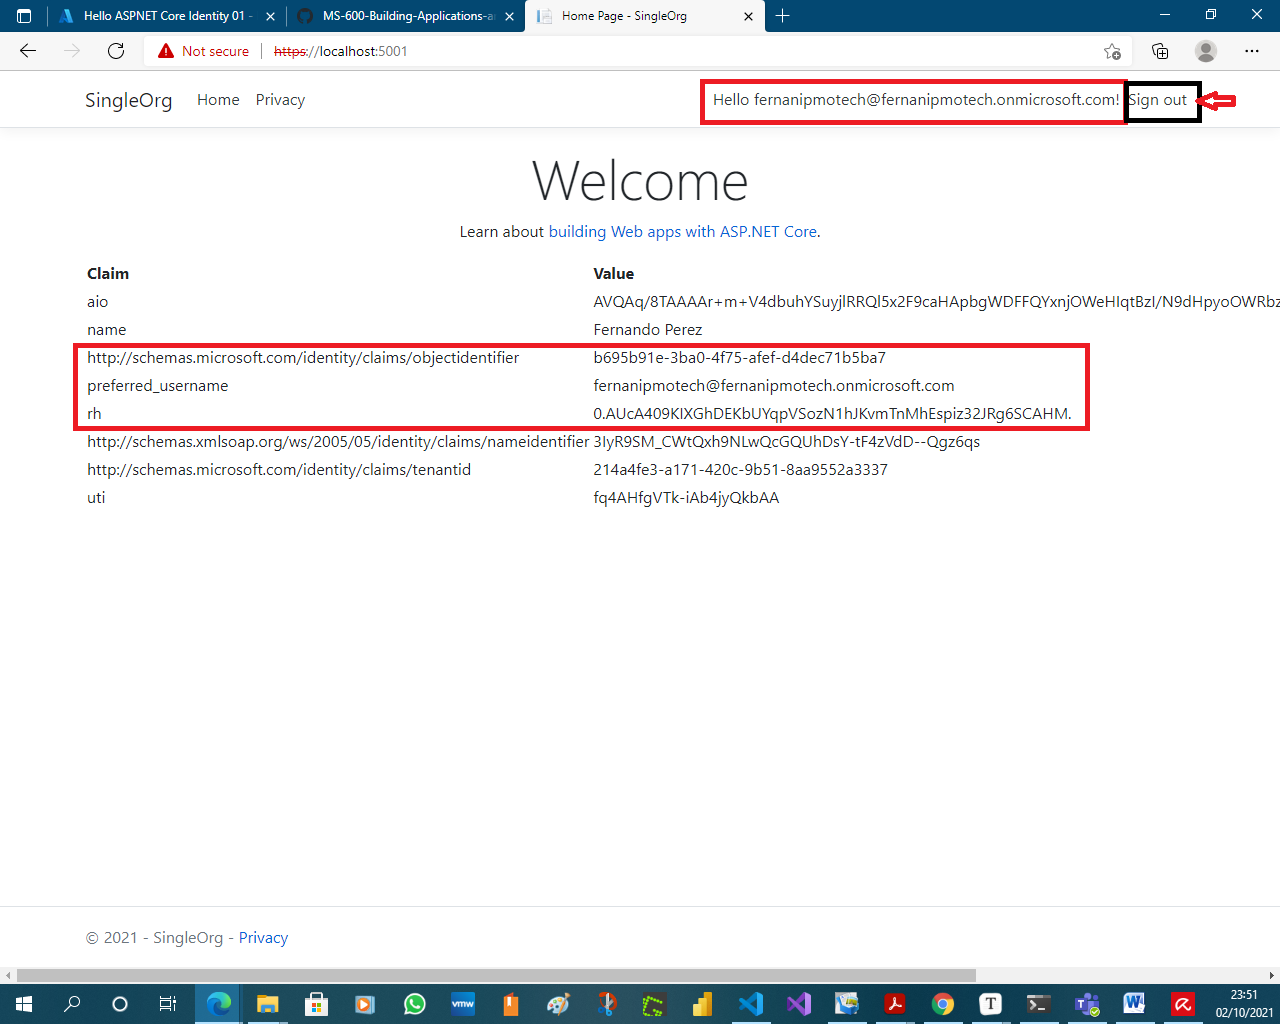 Hello ASPNET Core Identity 01 -
MS-600-Building-Applications-a
Home Page - SingleOrg
Not secure
https://localhost:5001
SingleOrg Home Privacy
Hello fernanipmotech@fernanipmotech.onmicrosoft.com! Sign out
Welcome
Learn about building Web apps with ASP.NET Core.
Claim Value
aio AVQAq/8TAAAAr+m+V4dbuhYSuyjlRRQl5x2F9caHApbgWDFFQYxnjOWeHIqtBzI/N9dHpyoOWRbz
name Fernando Perez
http://schemas.microsoft.com/identity/claims/objectidentifier b695b91e-3ba0-4f75-afef-d4dec71b5ba7
preferred_username fernanipmotech@fernanipmotech.onmicrosoft.com
rh 0.AUcA409KIXGhDEKbUYqpVSozN1hJKvmTnMhEspiz32JRg6SCAHM.
http://schemas.xmlsoap.org/ws/2005/05/identity/claims/nameidentifier 3IyR9SM_CWtQxh9NLwQcGQUhDsY-tF4zVdD--Qgz6qs
http://schemas.microsoft.com/identity/claims/tenantid 214a4fe3-a171-420c-9b51-8aa9552a3337
uti fq4AHfgVTk-iAb4jyQkbAA
© 2021 - SingleOrg - Privacy
vmw
T
23:51
02/10/2021